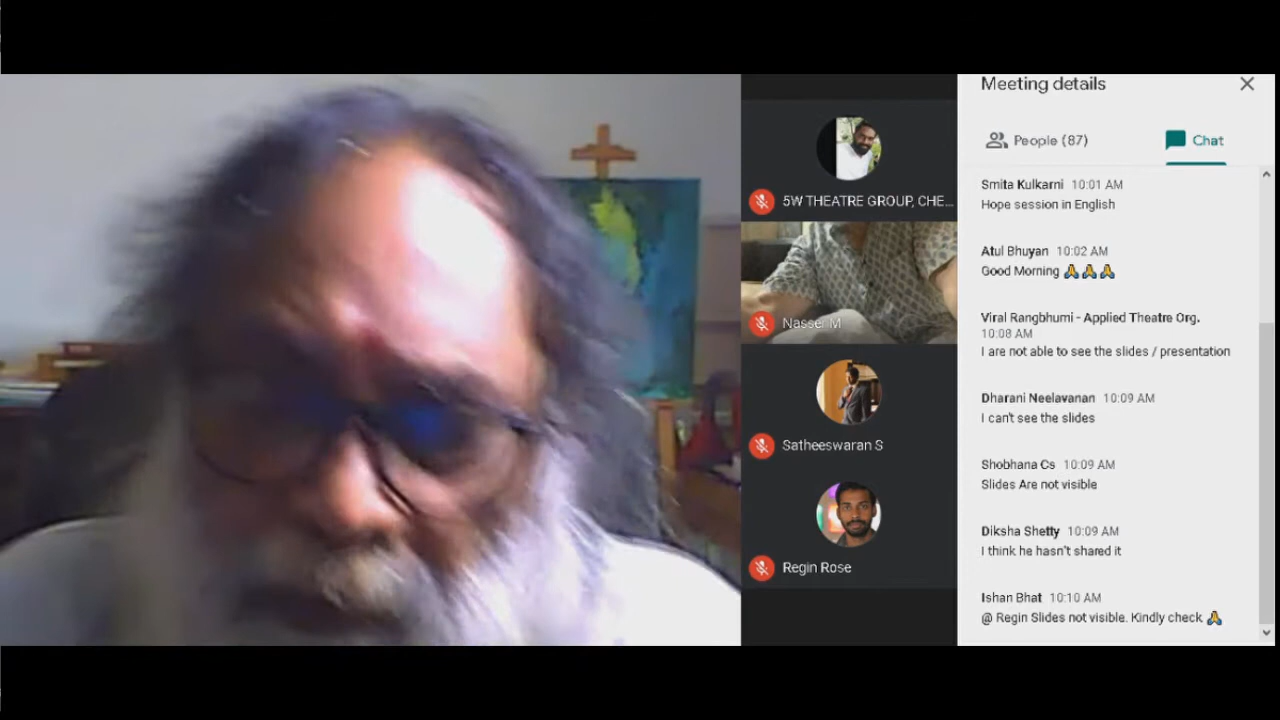 Meeting details
People (87)
Chat
Smita Kulkarni 10:01 AM
Hope session in English
Atul Bhuyan 10:02 AM
Good Morning 🙏🙏🙏
Viral Rangbhumi - Applied Theatre Org.
10:08 AM
I are not able to see the slides / presentation
Dharani Neelavanan 10:09 AM
I can't see the slides
Shobhana Cs 10:09 AM
Slides Are not visible
Diksha Shetty 10:09 AM
I think he hasn't shared it
Ishan Bhat 10:10 AM
@ Regin Slides not visible. Kindly check 🙏
5W THEATRE GROUP, CHE...
Nasser M
Satheeswaran S
Regin Rose